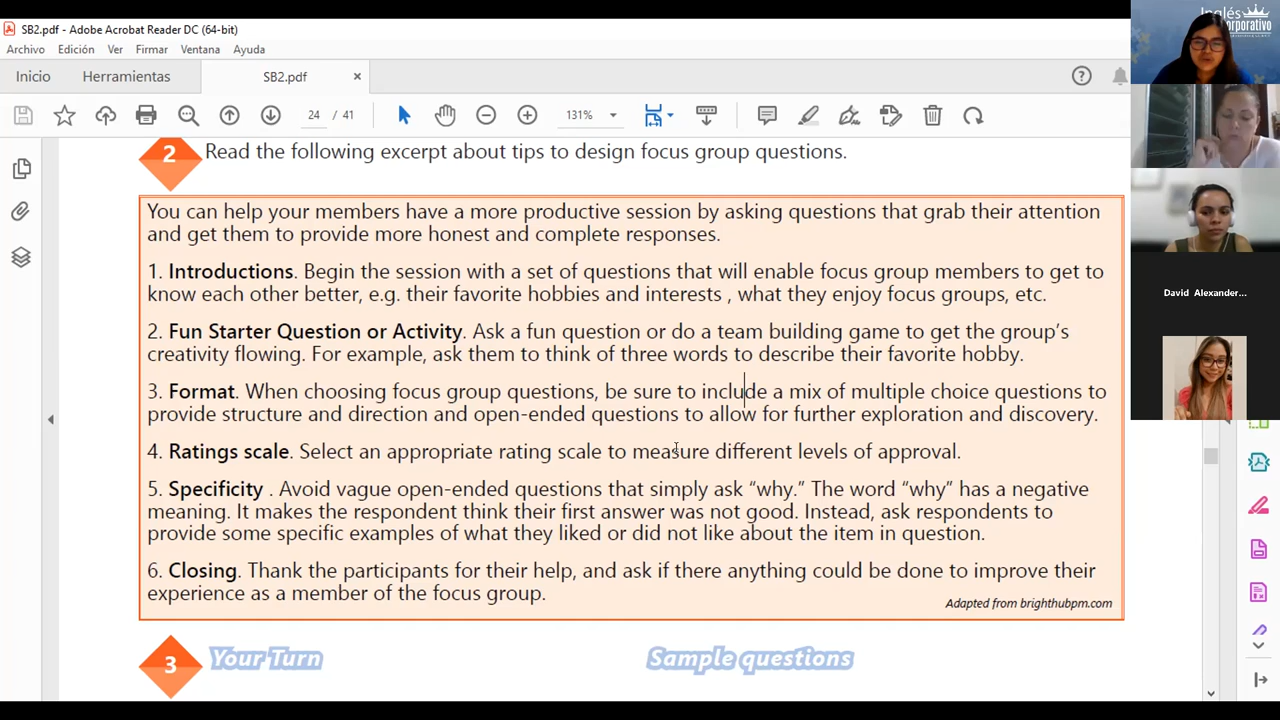 SB2.pdf - Adobe Acrobat Reader DC (64-bit)
Archivo Edición Ver Firmar Ventana Ayuda
Inicio Herramientas SB2.pdf ×
24 / 41 131%
2 Read the following excerpt about tips to design focus group questions.
You can help your members have a more productive session by asking questions that grab their attention
and get them to provide more honest and complete responses.
1. Introductions. Begin the session with a set of questions that will enable focus group members to get to
know each other better, e.g. their favorite hobbies and interests , what they enjoy focus groups, etc.
2. Fun Starter Question or Activity. Ask a fun question or do a team building game to get the group's
creativity flowing. For example, ask them to think of three words to describe their favorite hobby.
3. Format. When choosing focus group questions, be sure to include a mix of multiple choice questions to
provide structure and direction and open-ended questions to allow for further exploration and discovery.
4. Ratings scale. Select an appropriate rating scale to measure different levels of approval.
5. Specificity . Avoid vague open-ended questions that simply ask “why.” The word “why” has a negative
meaning. It makes the respondent think their first answer was not good. Instead, ask respondents to
provide some specific examples of what they liked or did not like about the item in question.
6. Closing. Thank the participants for their help, and ask if there anything could be done to improve their
experience as a member of the focus group.
Adapted from brighthubpm.com
3 Your Turn Sample questions
Inglés
orporativo
David Alexander...